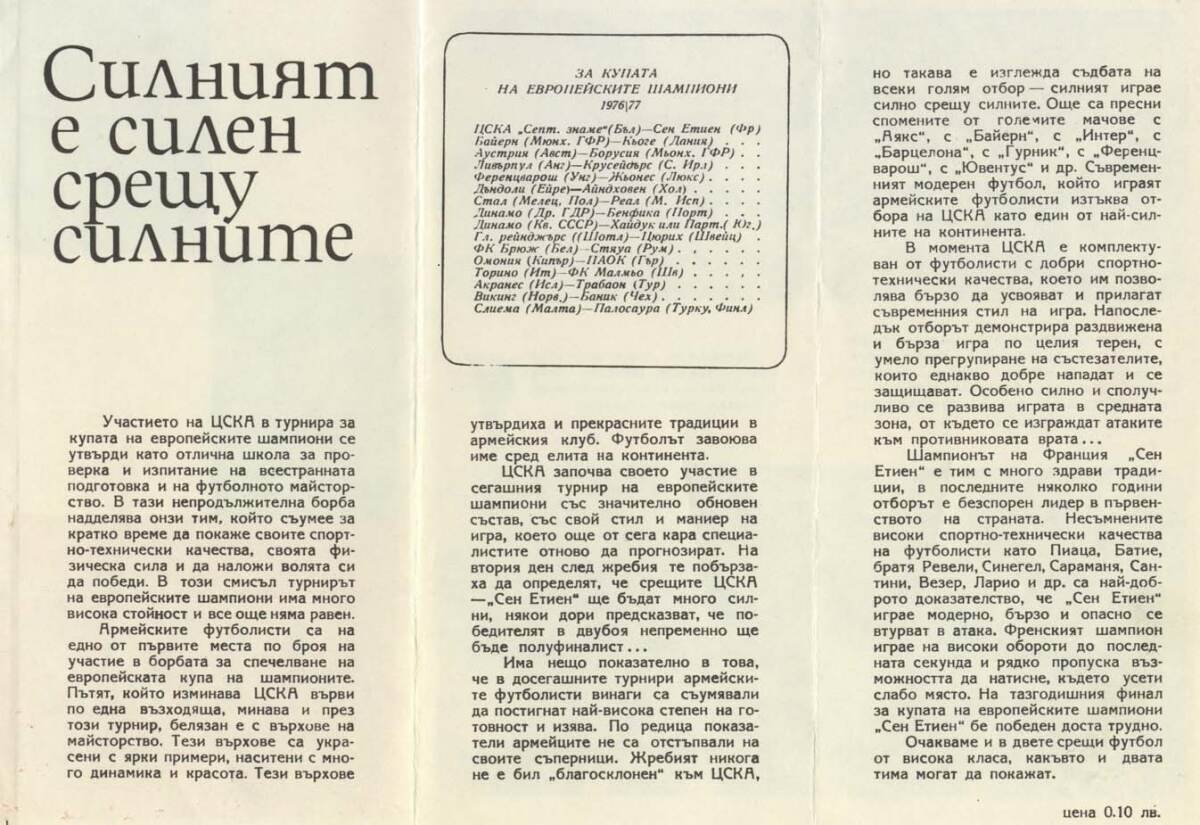 Силният
е силен
срещу
силните
Участието на ЦСКА в турнира за
купата на европейските шампиони се
утвърди като отлична школа за про-
верка и изпитание на всестранната
подготовка и на футболното майстор-
ство. В тази непродължителна борба
надделява онзи тим, който съумее за
кратко време да покаже своите спорт-
но-технически качества, своята фи-
зическа сила и да наложи волята си
да победи. В този смисъл турнирът
на европейските шампиони има много
висока стойност и все още няма равен.
Армейските футболисти са на
едно от първите места по броя на
участие в борбата за спечелване на
европейската купа на шампионите.
Пътят, който изминава ЦСКА върви
по една възходяща, минава и през
този турнир, белязан е с върхове на
майсторство. Тези върхове са укра-
сени с ярки примери, наситени с мно-
го динамика и красота. Тези върхове
ЗА КУПАТА
НА ЕВРОПЕЙСКИТЕ ШАМПИОНИ
1976\77
ЦСКА „Септ. знаме“(Бъл)—Сен Етиен (Фр)
Байерн (Мюнх. ГФР)—Кьоге (Дания) . . .
Аустрия (Авст)—Борусия (Мьонх. ГФР) . .
Ливърпул (Анг)—Крусейдърс (С. Ирл) . . .
Ференцварош (Унг)—Жьонес (Люкс) . . . .
Дъндоли (Ейре)—Айндховен (Хол) . . . . .
Стал (Мелец, Пол)—Реал (М. Исп) . . . .
Динамо (Др. ГДР)—Бенфика (Порт) . . .
Динамо (Кв. СССР)—Хайдук или Парт.( Юг.)
Гл. рейнджърс ((Шотл)—Цюрих (Швейц) .
ФК Брюж (Бел)—Стяуа (Рум) . . . . . .
Омония (Кипър)—ПАОК (Гър) . . . . . .
Торино (Ит)—ФК Малмьо (Шв) . . . . .
Акранес (Исл)—Трабзон (Тур) . . . . . .
Викинг (Норв.)—Баник (Чех) . . . . . . .
Слиема (Малта)—Палосаура (Турку, Финл)
утвърдиха и прекрасните традиции в
армейския клуб. Футболът завоюва
име сред елита на континента.
ЦСКА започва своето участие в
сегашния турнир на европейските
шампиони със значително обновен
състав, със свой стил и маниер на
игра, което още от сега кара специа-
листите отново да прогнозират. На
втория ден след жребия те побърза-
ха да определят, че срещите ЦСКА
—„Сен Етиен“ ще бъдат много сил-
ни, някои дори предсказват, че по-
бедителят в двубоя непременно ще
бъде полуфиналист . . .
Има нещо показателно в това,
че в досегашните турнири армейски-
те футболисти винаги са съумявали
да постигнат най-висока степен на го-
товност и изява. По редица показа-
тели армейците не са отстъпвали на
своите съперници. Жребият никога
не е бил „благосклонен“ към ЦСКА,
но такава е изглежда съдбата на
всеки голям отбор — силният играе
силно срещу силните. Още са пресни
спомените от големите мачове с
„Аякс“, с „Байерн“, с „Интер“, с
„Барцелона“, с „Гурник“, с „Ференц-
варош“, с „Ювентус“ и др. Съвремен-
ният модерен футбол, който играят
армейските футболисти изтъква от-
бора на ЦСКА като един от най-сил-
ните на континента.
В момента ЦСКА е комплекту-
ван от футболисти с добри спортно-
технически качества, което им позво-
лява бързо да усвояват и прилагат
съвременния стил на игра. Напосле-
дък отборът демонстрира раздвижена
и бърза игра по целия терен, с
умело прегрупиране на състезателите,
които еднакво добре нападат и се
защищават. Особено силно и сполуч-
ливо се развива играта в средната
зона, от където се изграждат атаките
към противниковата врата . . .
Шампионът на Франция „Сен
Етиен“ е тим с много здрави тради-
ции, в последните няколко години
отборът е безспорен лидер в първен-
ството на страната. Несъмнените
високи спортно-технически качества
на футболисти като Пиаца, Батие,
братя Ревели, Синегел, Сараманя, Сан-
тини, Везер, Ларио и др. са най-доб-
рото доказателство, че „Сен Етиен“
играе модерно, бързо и опасно се
втурват в атака. Френският шампион
играе на високи обороти до послед-
ната секунда и рядко пропуска въз-
можността да натисне, където усети
слабо място. На тазгодишния финал
за купата на европейските шампиони
„Сен Етиен“ бе победен доста трудно.
Очакваме и в двете срещи футбол
от висока класа, какъвто и двата
тима могат да покажат.
цена 0.10 лв.